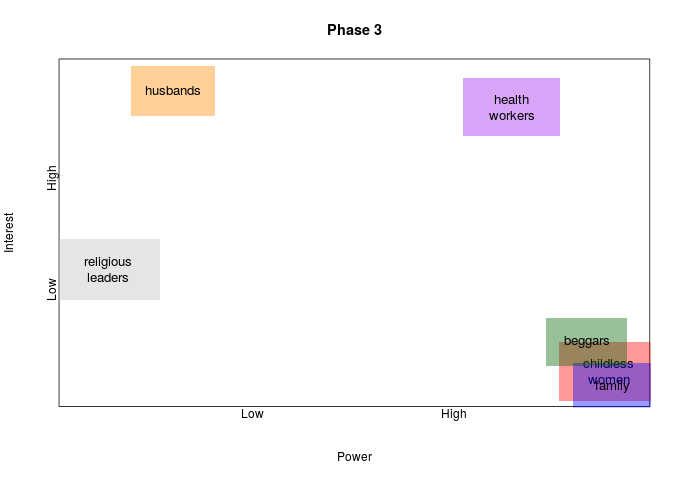 Phase 3
husbands
health
workers
High
Interest
religious
leaders
Low
beggars
childless
women
family
Low
High
Power